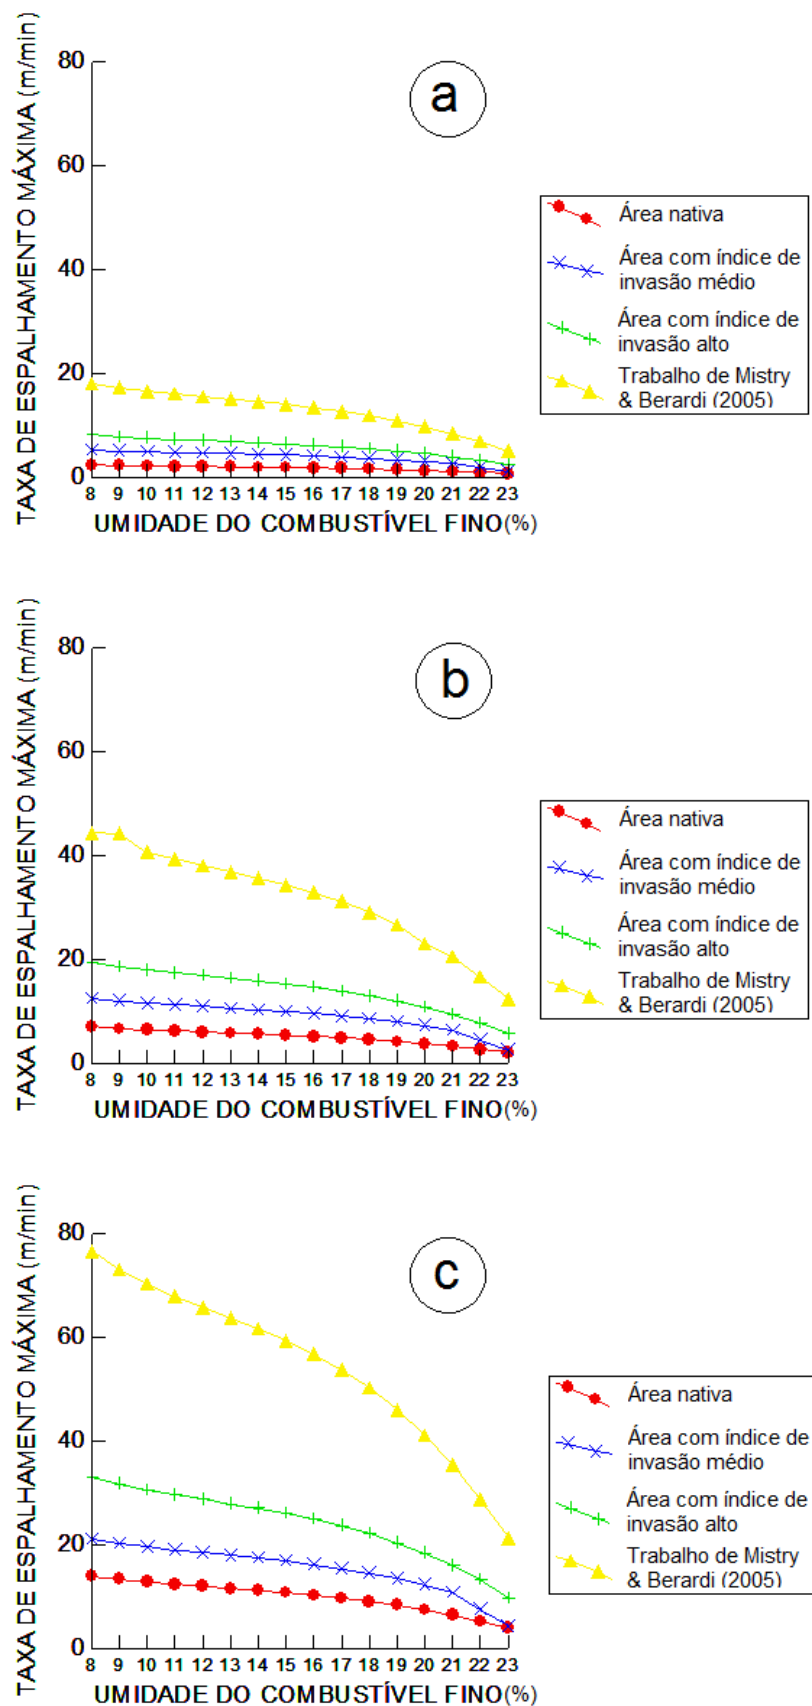 TAXA DE ESPALHAMENTO MÁXIMA (m/min)
a
80
60
40
20
0
8 9 10 11 12 13 14 15 16 17 18 19 20 21 22 23
UMIDADE DO COMBUSTÍVEL FINO(%)
Área nativa
Área com índice de
invasão médio
Área com índice de
invasão alto
Trabalho de Mistry
& Berardi (2005)
TAXA DE ESPALHAMENTO MÁXIMA (m/min)
b
80
60
40
20
0
8 9 10 11 12 13 14 15 16 17 18 19 20 21 22 23
UMIDADE DO COMBUSTÍVEL FINO(%)
Área nativa
Área com índice de
invasão médio
Área com índice de
invasão alto
Trabalho de Mistry
& Berardi (2005)
TAXA DE ESPALHAMENTO MÁXIMA (m/min)
c
80
60
40
20
0
8 9 10 11 12 13 14 15 16 17 18 19 20 21 22 23
UMIDADE DO COMBUSTÍVEL FINO(%)
Área nativa
Área com índice de
invasão médio
Área com índice de
invasão alto
Trabalho de Mistry
& Berardi (2005)